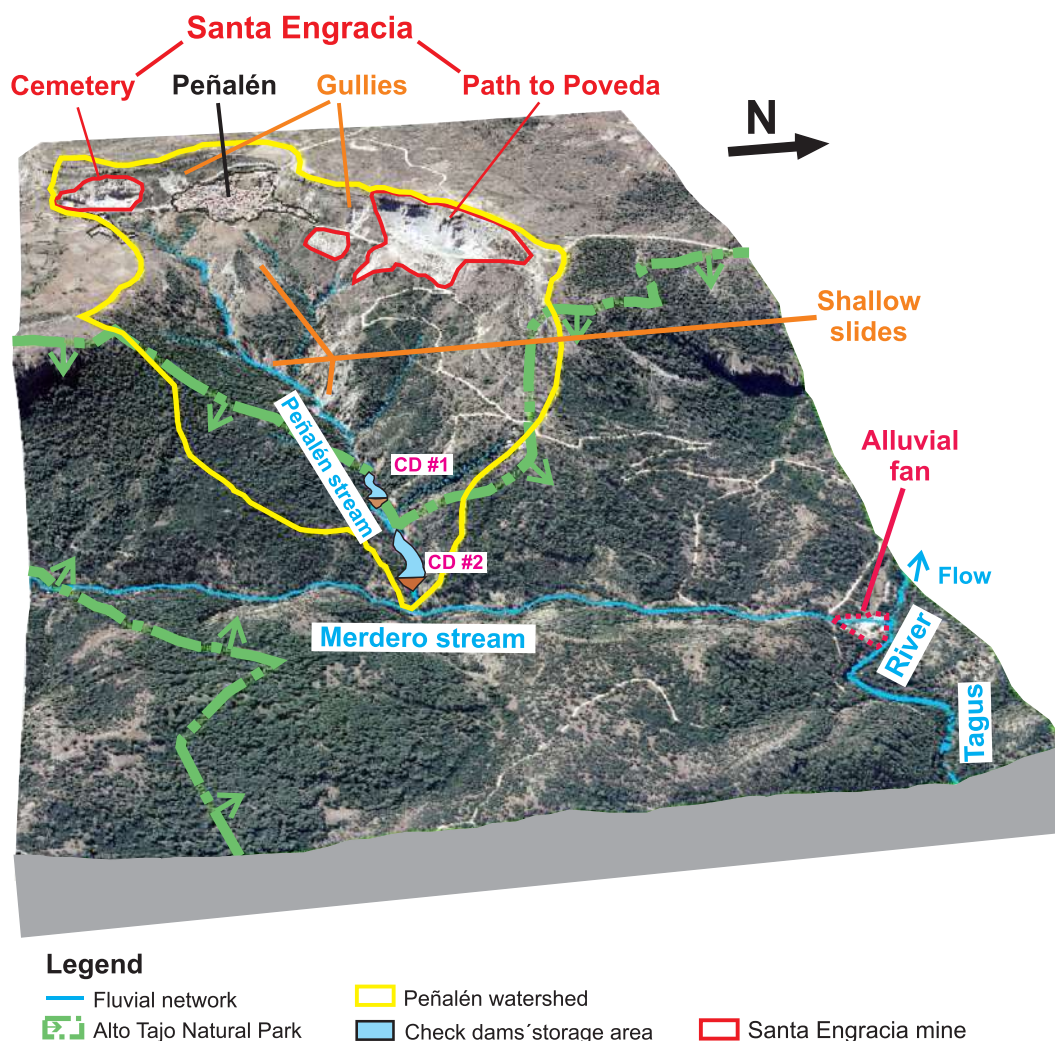 Santa Engracia
Cemetery
Peñalén
Gullies
Path to Poveda
N
Shallow
slides
Peñalén stream
CD #1
Alluvial
fan
CD #2
Flow
Merdero stream
River
Tagus
Legend
Fluvial network
Peñalén watershed
Alto Tajo Natural Park
Check dams´storage area
Santa Engracia mine